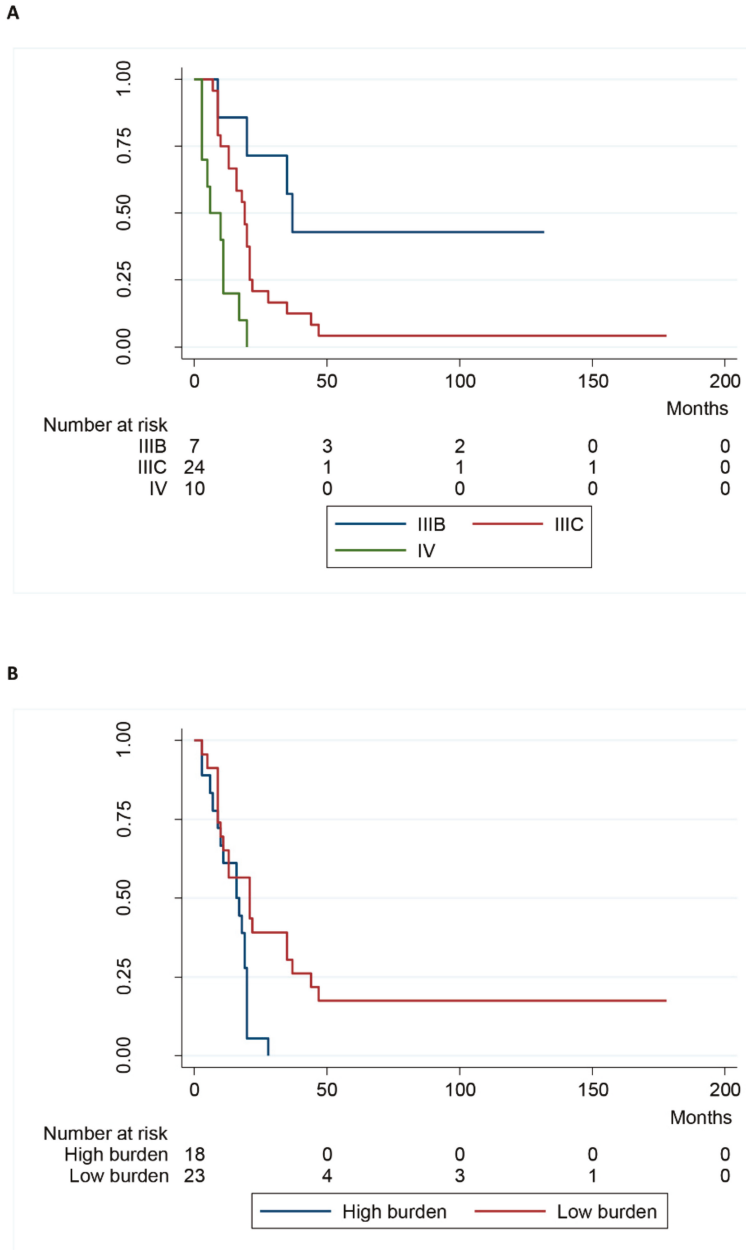 A
1.00
0.75
0.50
0.25
0.00
0 50 100 150 200
Months
Number at risk
IIIB 7 3 2 0 0
IIIC 24 1 1 1 0
IV 10 0 0 0 0
IIIB IIIC
IV
B
1.00
0.75
0.50
0.25
0.00
0 50 100 150 200
Months
Number at risk
High burden 18 0 0 0 0
Low burden 23 4 3 1 0
High burden Low burden